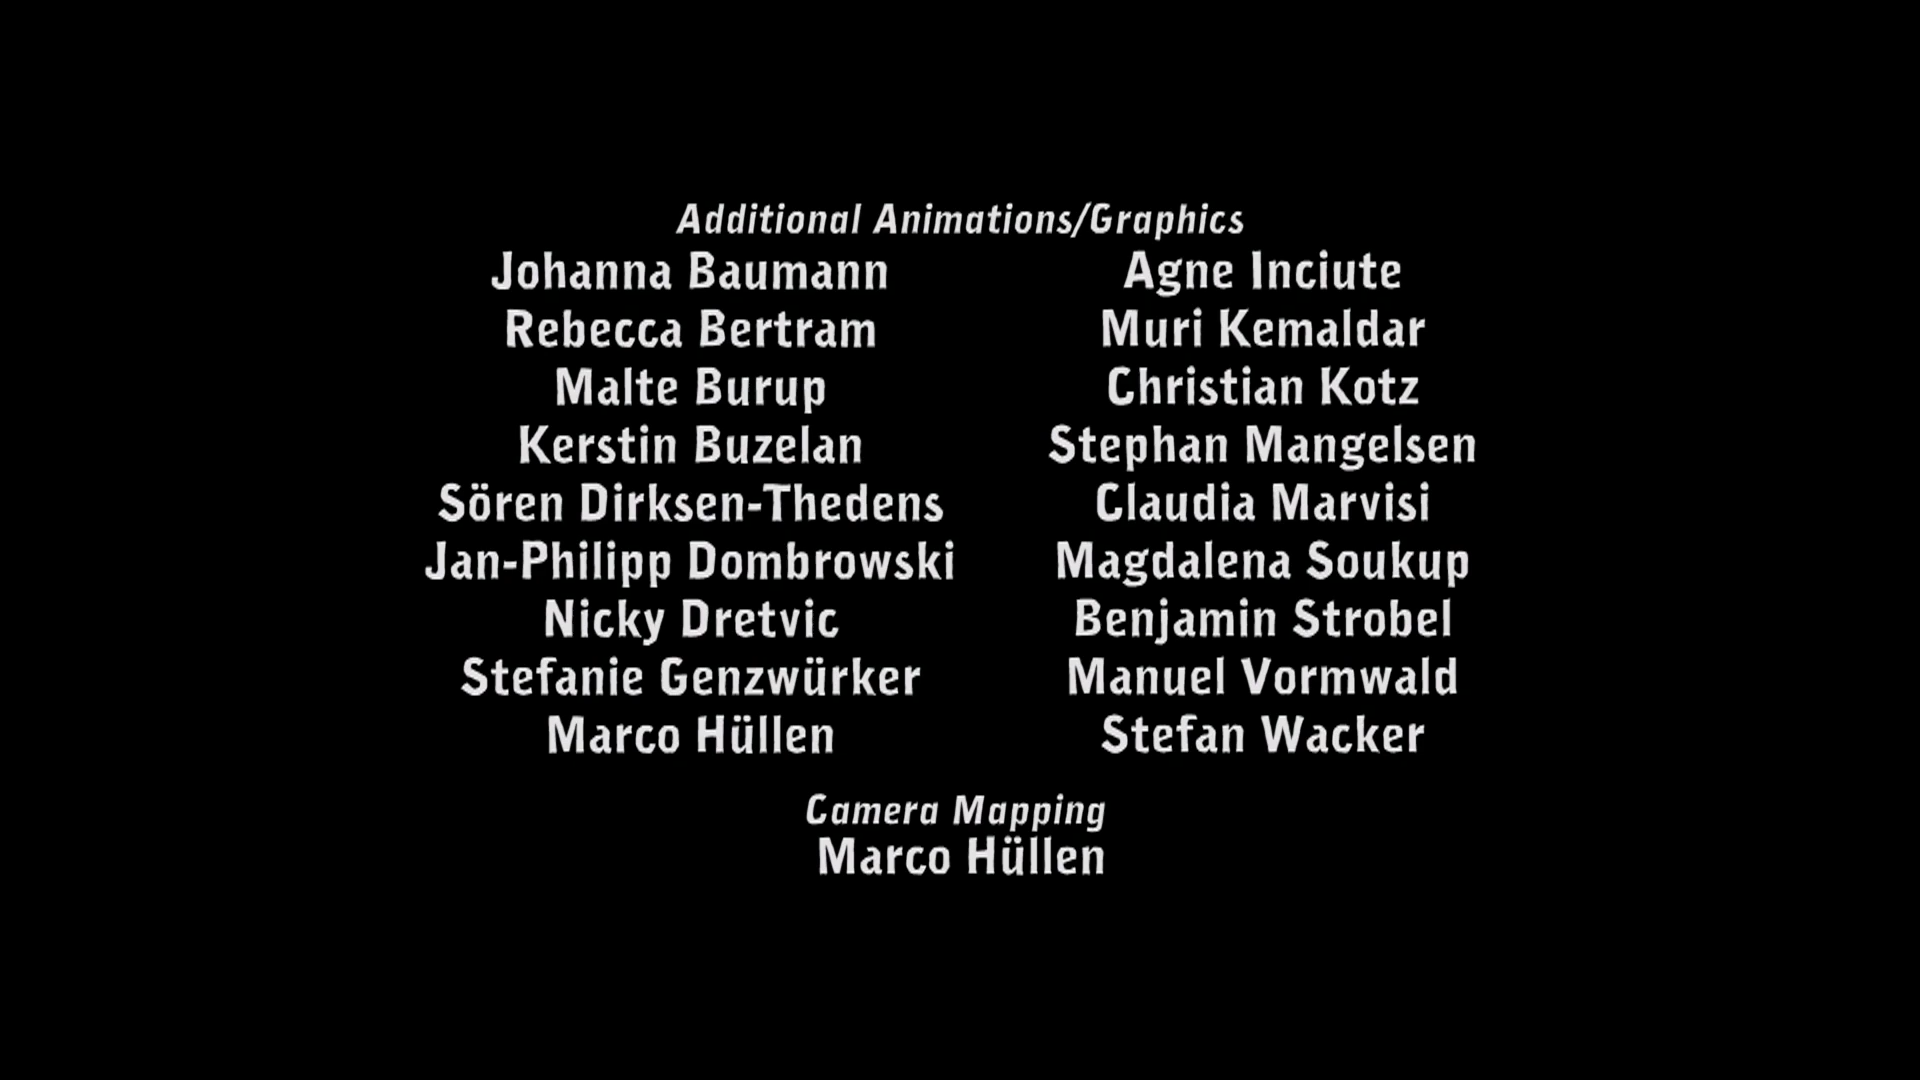 Additional Animations/Graphics
Johanna Baumann
Rebecca Bertram
Malte Burup
Kerstin Buzelan
Sören Dirksen-Thedens
Jan-Philipp Dombrowski
Nicky Dretvic
Stefanie Genzwürker
Marco Hüllen
Agne Inciute
Muri Kemaldar
Christian Kotz
Stephan Mangelsen
Claudia Marvisi
Magdalena Soukup
Benjamin Strobel
Manuel Vormwald
Stefan Wacker
Camera Mapping
Marco Hüllen